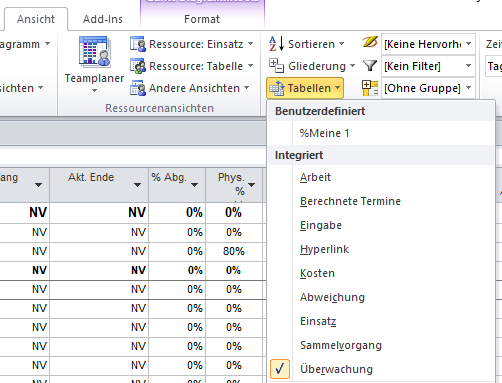 Ansicht Add-Ins Format
agramm Ressource: Einsatz Sortieren [Keine Hervorhe Zei
Teamplaner Ressource: Tabelle Gliederung [Kein Filter] Tag
sichten Andere Ansichten Tabellen [Ohne Gruppe]
Ressourcenansichten
Benutzerdefiniert
%Meine 1
Integriert
Arbeit
Berechnete Termine
Eingabe
Hyperlink
Kosten
Abweichung
Einsatz
Sammelvorgang
Überwachung
fang Akt. Ende % Abg. Phys. %
NV NV 0% 0%
NV NV 0% 0%
NV NV 0% 80%
NV NV 0% 0%
NV NV 0% 0%
NV NV 0% 0%
NV NV 0% 0%
NV NV 0% 0%
NV NV 0% 0%